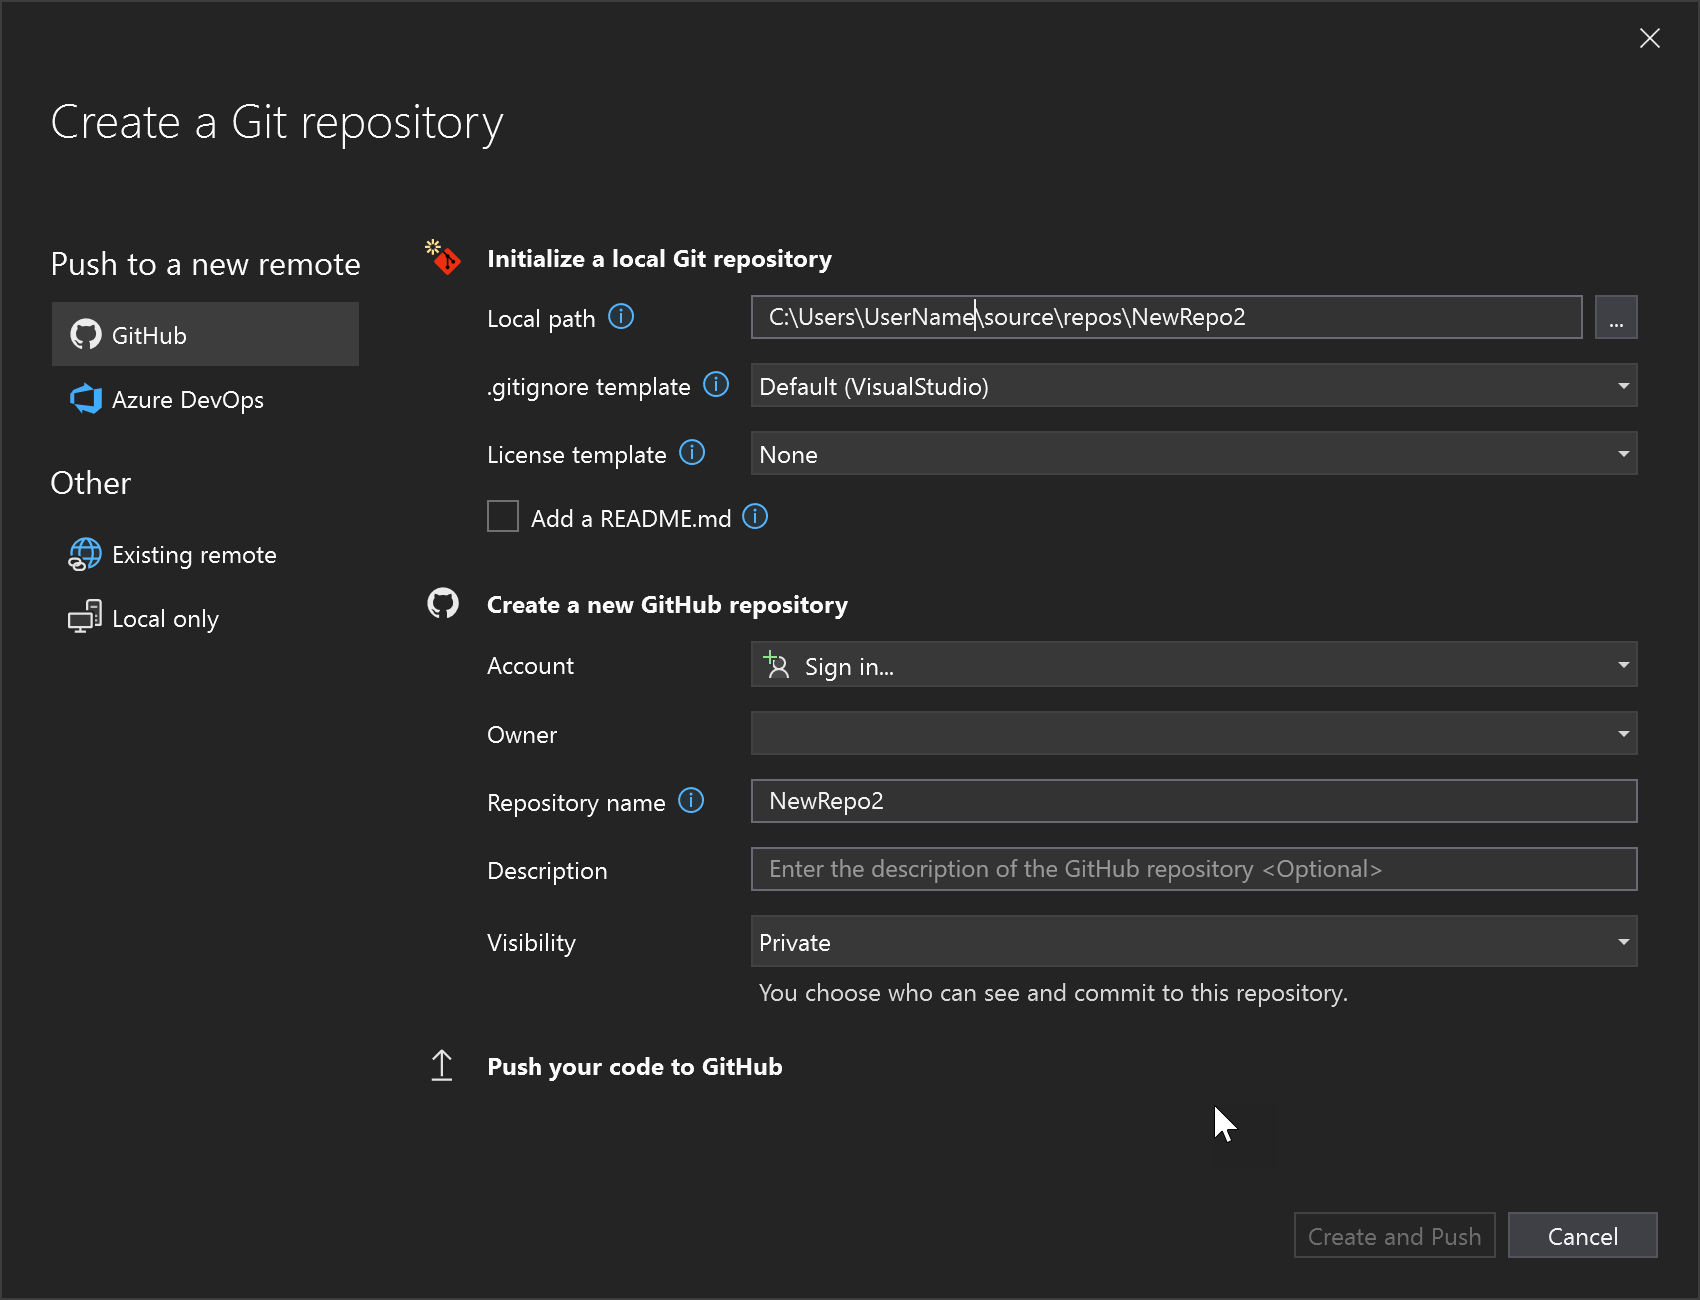 Create a Git repository
Push to a new remote
GitHub
Azure DevOps
Other
Existing remote
Local only
Initialize a local Git repository
Local path C:\Users\UserName\source\repos\NewRepo2 ...
.gitignore template Default (VisualStudio)
License template None
Add a README.md
Create a new GitHub repository
Account Sign in...
Owner
Repository name NewRepo2
Description Enter the description of the GitHub repository <Optional>
Visibility Private
You choose who can see and commit to this repository.
Push your code to GitHub
Create and Push Cancel